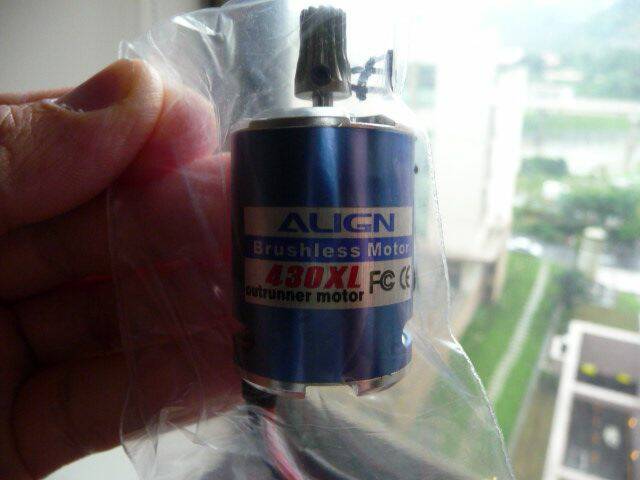 ALIGN
Brushless Motor
430XL
outrunner motor FC CE